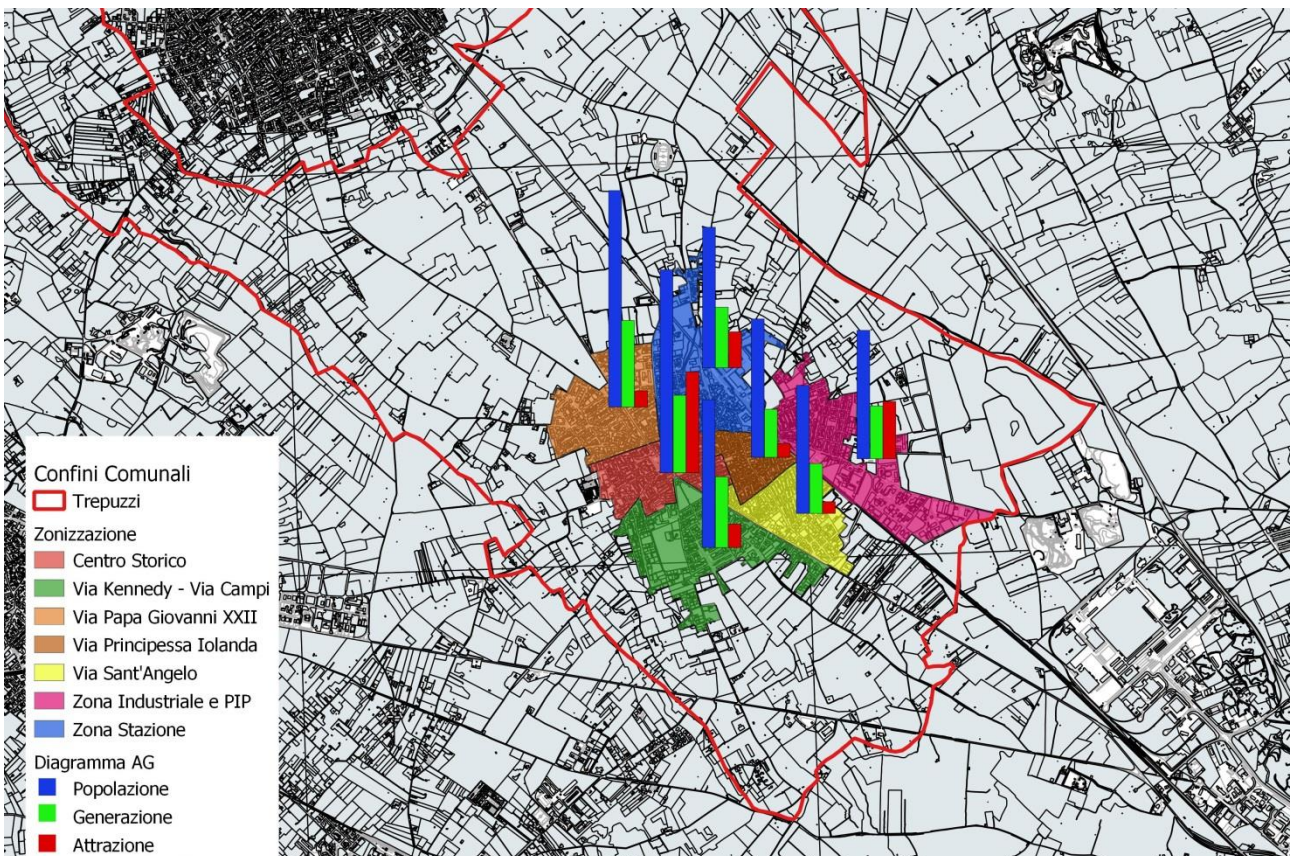 Confini Comunali
Trepuzzi
Zonizzazione
Centro Storico
Via Kennedy - Via Campi
Via Papa Giovanni XXII
Via Principessa Iolanda
Via Sant'Angelo
Zona Industriale e PIP
Zona Stazione
Diagramma AG
Popolazione
Generazione
Attrazione